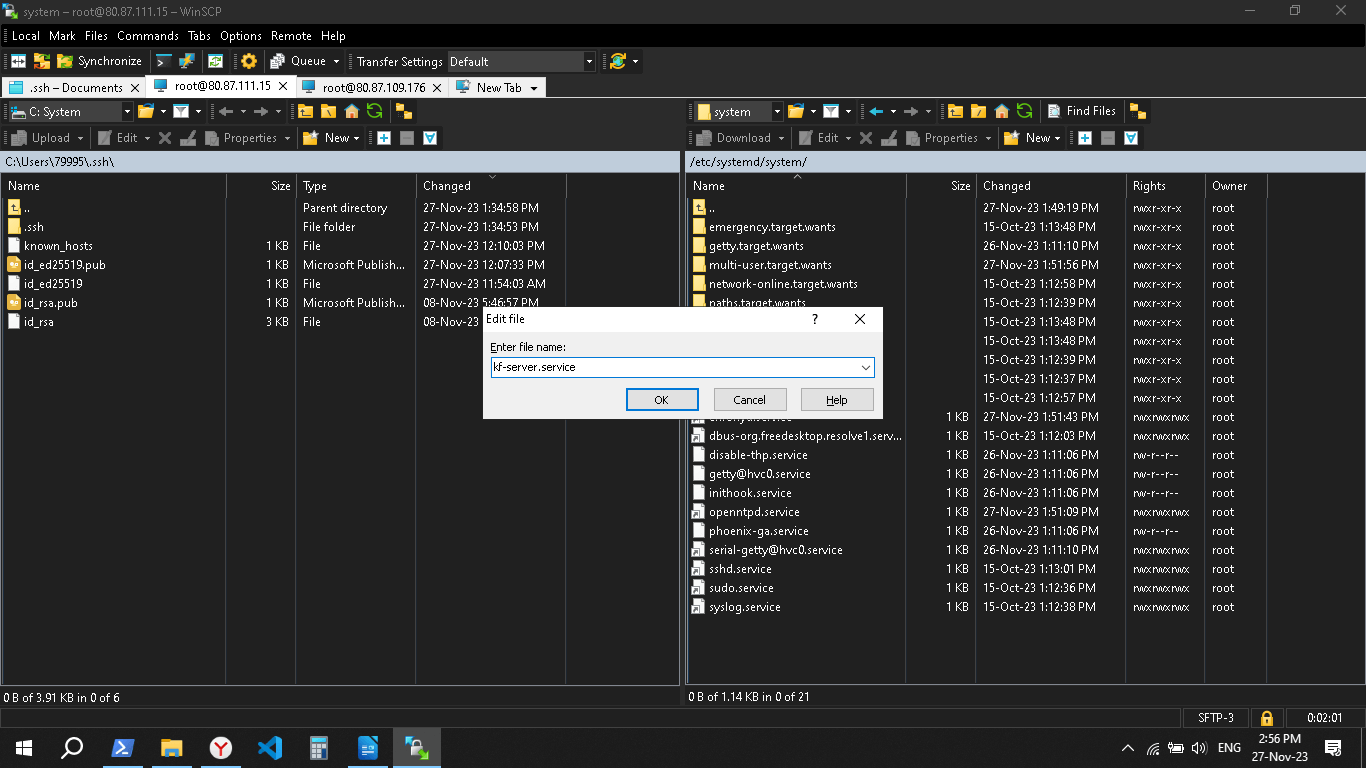 system – root@80.87.111.15 – WinSCP
Local Mark Files Commands Tabs Options Remote Help
Synchronize Queue Transfer Settings Default
.ssh – Documents root@80.87.111.15 root@80.87.109.176 New Tab
C: System
system Find Files
Upload Edit Properties New
Download Edit Properties New
C:\Users\79995\.ssh\
/etc/systemd/system/
Name Size Type Changed
.. Parent directory 27-Nov-23 1:34:58 PM
.ssh File folder 27-Nov-23 1:34:53 PM
known_hosts 1 KB File 27-Nov-23 12:10:03 PM
id_ed25519.pub 1 KB Microsoft Publish... 27-Nov-23 12:07:33 PM
id_ed25519 1 KB File 27-Nov-23 11:54:03 AM
id_rsa.pub 1 KB Microsoft Publish... 08-Nov-23 5:46:57 PM
id_rsa 3 KB File 08-Nov-23
Name Size Changed Rights Owner
.. 27-Nov-23 1:49:19 PM rwxr-xr-x root
emergency.target.wants 15-Oct-23 1:13:48 PM rwxr-xr-x root
getty.target.wants 26-Nov-23 1:11:10 PM rwxr-xr-x root
multi-user.target.wants 27-Nov-23 1:51:56 PM rwxr-xr-x root
network-online.target.wants 15-Oct-23 1:12:58 PM rwxr-xr-x root
paths.target.wants 15-Oct-23 1:12:39 PM rwxr-xr-x root
15-Oct-23 1:13:48 PM rwxr-xr-x root
15-Oct-23 1:13:48 PM rwxr-xr-x root
15-Oct-23 1:12:39 PM rwxr-xr-x root
15-Oct-23 1:12:37 PM rwxr-xr-x root
15-Oct-23 1:12:57 PM rwxr-xr-x root
1 KB 27-Nov-23 1:51:43 PM rwxrwxrwx root
dbus-org.freedesktop.resolve1.serv... 1 KB 15-Oct-23 1:12:03 PM rwxrwxrwx root
disable-thp.service 1 KB 26-Nov-23 1:11:06 PM rw-r--r-- root
getty@hvc0.service 1 KB 26-Nov-23 1:11:06 PM rw-r--r-- root
inithook.service 1 KB 26-Nov-23 1:11:06 PM rw-r--r-- root
openntpd.service 1 KB 27-Nov-23 1:51:09 PM rwxrwxrwx root
phoenix-ga.service 1 KB 26-Nov-23 1:11:06 PM rw-r--r-- root
serial-getty@hvc0.service 1 KB 26-Nov-23 1:11:10 PM rwxrwxrwx root
sshd.service 1 KB 15-Oct-23 1:13:01 PM rwxrwxrwx root
sudo.service 1 KB 15-Oct-23 1:12:36 PM rwxrwxrwx root
syslog.service 1 KB 15-Oct-23 1:12:38 PM rwxrwxrwx root
Edit file ?
Enter file name:
kf-server.service
OK Cancel Help
0 B of 3.91 KB in 0 of 6
0 B of 1.14 KB in 0 of 21
SFTP-3 0:02:01
ENG 2:56 PM
27-Nov-23